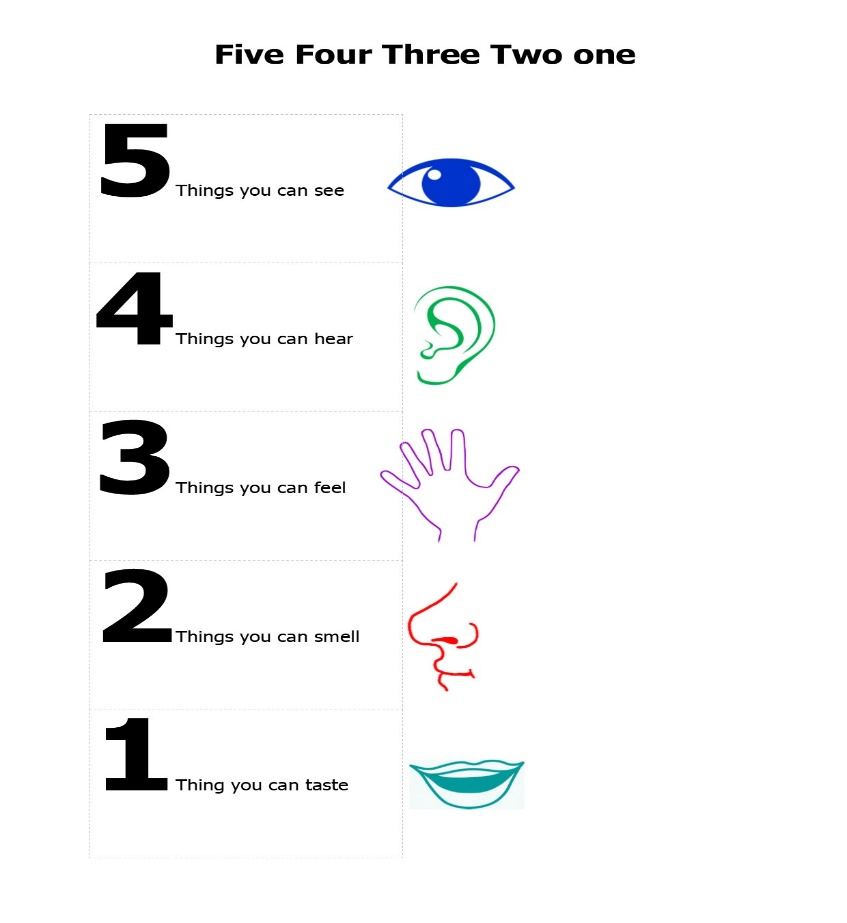 Five Four Three Two one
5 Things you can see
4 Things you can hear
3 Things you can feel
2 Things you can smell
1 Thing you can taste